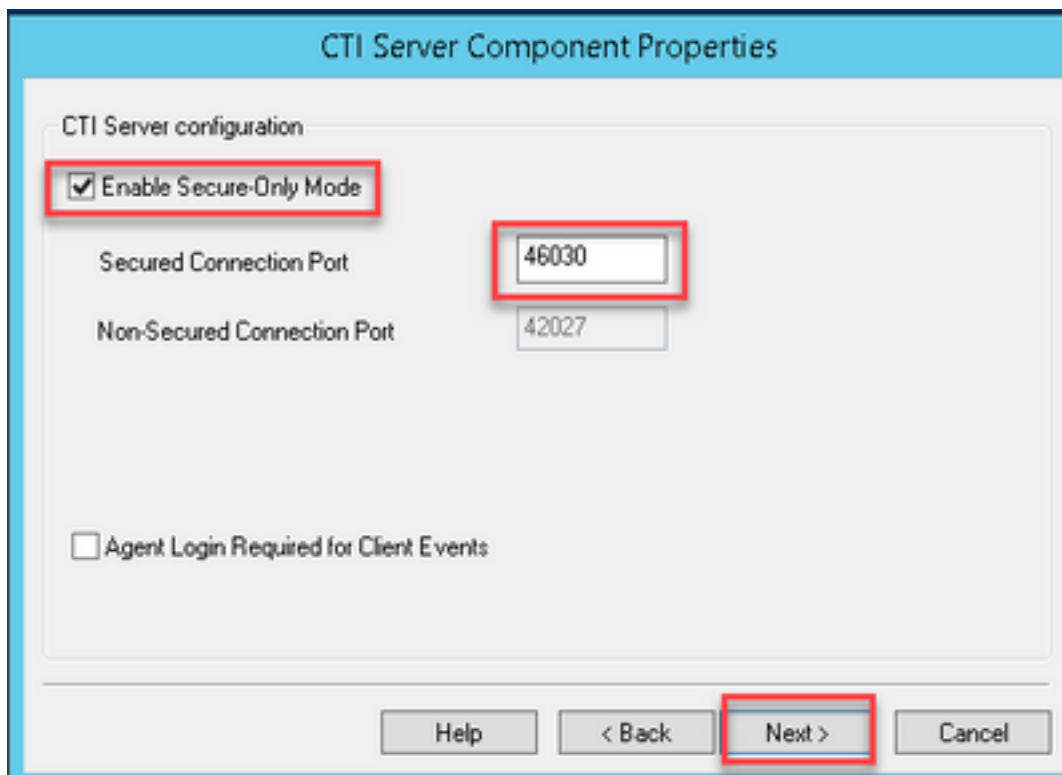 CTI Server Component Properties
CTI Server configuration
Enable Secure-Only Mode
Secured Connection Port 46030
Non-Secured Connection Port 42027
Agent Login Required for Client Events
Help < Back Next > Cancel